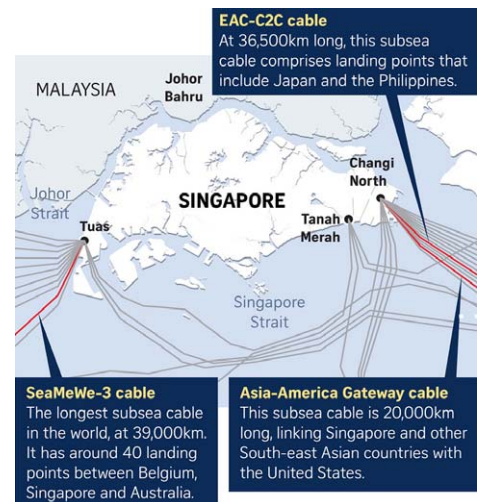 EAC-C2C cable
At 36,500km long, this subsea
cable comprises landing points that
include Japan and the Philippines.
MALAYSIA
Johor
Bahru
Changi
North
Johor
Strait
SINGAPORE
Tuas
Tanah
Merah
Singapore
Strait
SeaMeWe-3 cable
The longest subsea cable
in the world, at 39,000km.
It has around 40 landing
points between Belgium,
Singapore and Australia.
Asia-America Gateway cable
This subsea cable is 20,000km
long, linking Singapore and other
South-east Asian countries with
the United States.